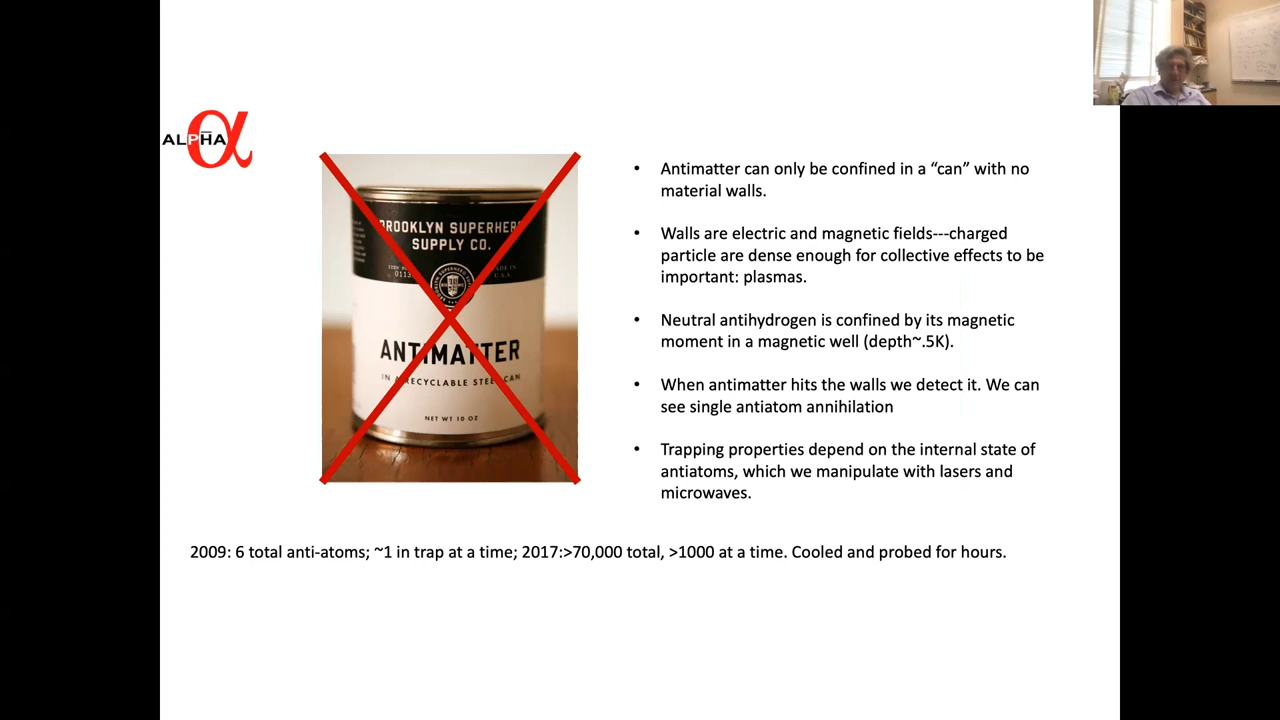 ALPHA
α
BROOKLYN SUPERHERO
SUPPLY CO.
MADE IN
U.S.A.
ANTIMATTER
IN A RECYCLABLE STEEL CAN
NET WT 10 OZ
• Antimatter can only be confined in a “can” with no
material walls.
• Walls are electric and magnetic fields---charged
particle are dense enough for collective effects to be
important: plasmas.
• Neutral antihydrogen is confined by its magnetic
moment in a magnetic well (depth~.5K).
• When antimatter hits the walls we detect it. We can
see single antiatom annihilation
• Trapping properties depend on the internal state of
antiatoms, which we manipulate with lasers and
microwaves.
2009: 6 total anti-atoms; ~1 in trap at a time; 2017:>70,000 total, >1000 at a time. Cooled and probed for hours.